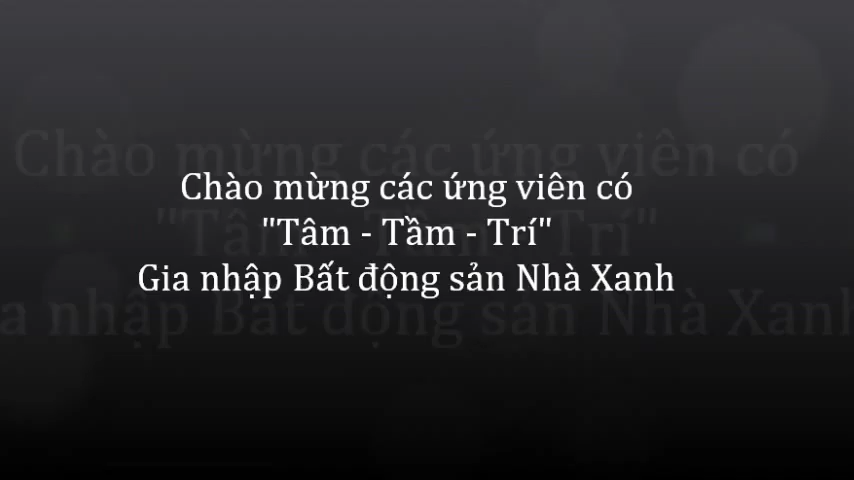 Chào mừng các ứng viên có
"Tâm - Tầm - Trí"
Gia nhập Bất động sản Nhà Xanh